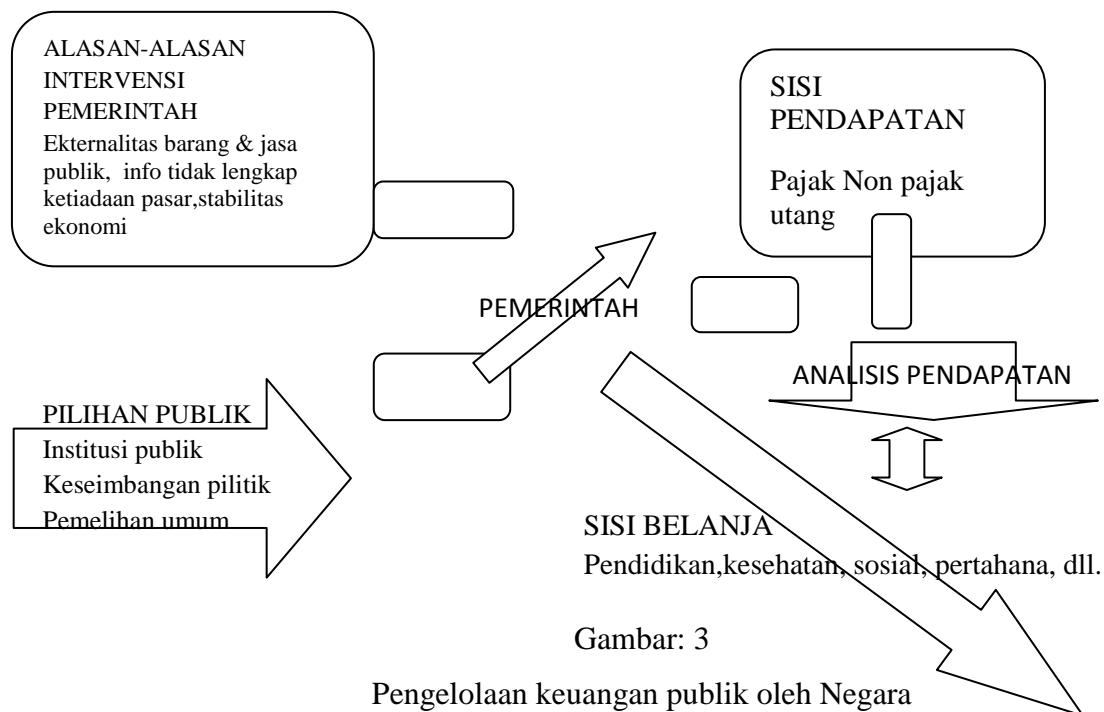 ALASAN-ALASAN
INTERVENSI
PEMERINTAH
Ekternalitas barang & jasa
publik, info tidak lengkap
ketiadaan pasar,stabilitas
ekonomi
SISI
PENDAPATAN
Pajak Non pajak
utang
PEMERINTAH
ANALISIS PENDAPATAN
PILIHAN PUBLIK
Institusi publik
Keseimbangan pilitik
Pemelihan umum
SISI BELANJA
Pendidikan,kesehatan, sosial, pertahana, dll.
Gambar: 3
Pengelolaan keuangan publik oleh Negara